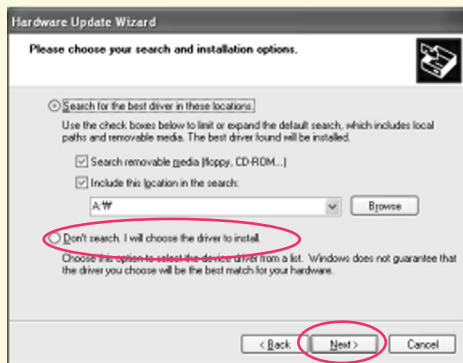 Hardware Update Wizard
Please choose your search and installation options.
Search for the best driver in these locations.
Use the check boxes below to limit or expand the default search, which includes local
paths and removable media. The best driver found will be installed.
Search removable media (floppy, CD-ROM...)
Include this location in the search:
A:₩
Browse
Don't search. I will choose the driver to install.
Choose this option to select the device driver from a list. Windows does not guarantee that
the driver you choose will be the best match for your hardware.
< Back
Next >
Cancel